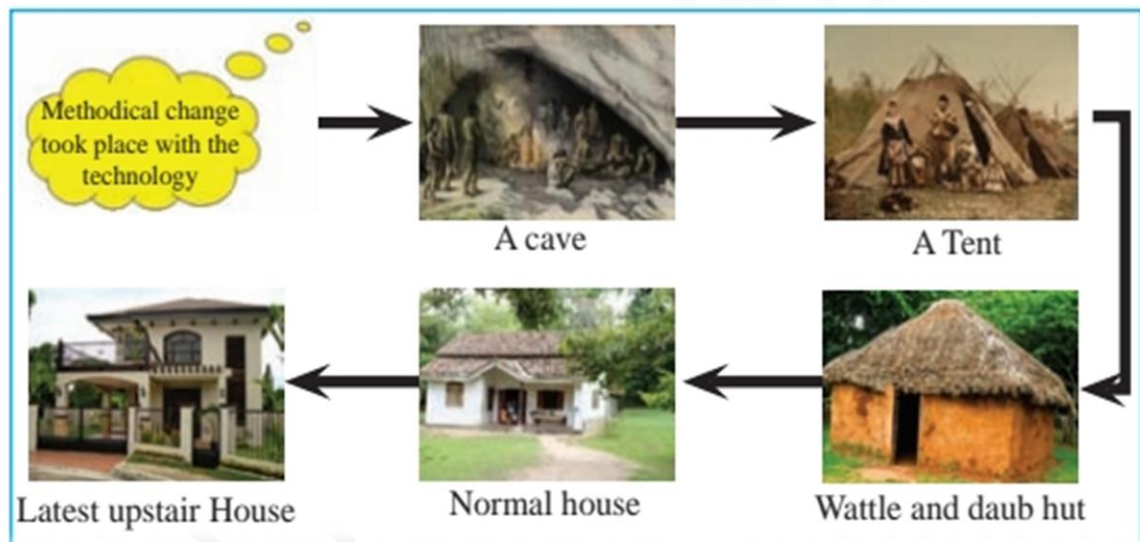 Methodical change
took place with the
technology
A cave
A Tent
Latest upstair House
Normal house
Wattle and daub hut